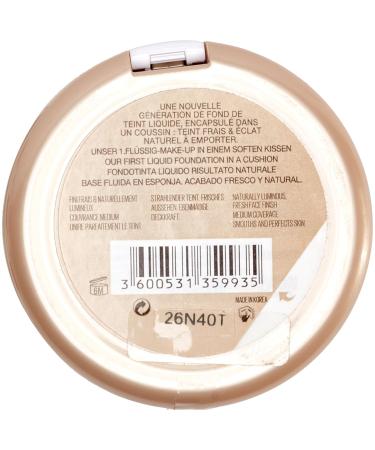 UNE NOUVELLE
GÉNÉRATION DE FOND DE
TEINT LIQUIDE, ENCAPSULÉ DANS
UN COUSSIN : TEINT FRAIS & ÉCLAT
NATUREL À EMPORTER.
UNSER 1.FLÜSSIG-MAKE-UP IN EINEM SOFTEN KISSEN
OUR FIRST LIQUID FOUNDATION IN A CUSHION
FONDOTINTA LIQUIDO RISULTATO NATURALE
BASE FLUIDA EN ESPONJA, ACABADO FRESCO Y NATURAL.
FINI FRAIS & NATURELLEMENT
LUMINEUX
COUVRANCE MEDIUM
UNIFIE PARFAITEMENT LE TEINT
STRAHLENDER TEINT, FRISCHES
AUSSEHEN. EBENMÄSSIGE
DECKKRAFT.
NATURALLY LUMINOUS,
FRESH FACE FINISH
MEDIUM COVERAGE
SMOOTHS AND PERFECTS SKIN
6M
3 600531 359935
MADE IN KOREA
26N40T